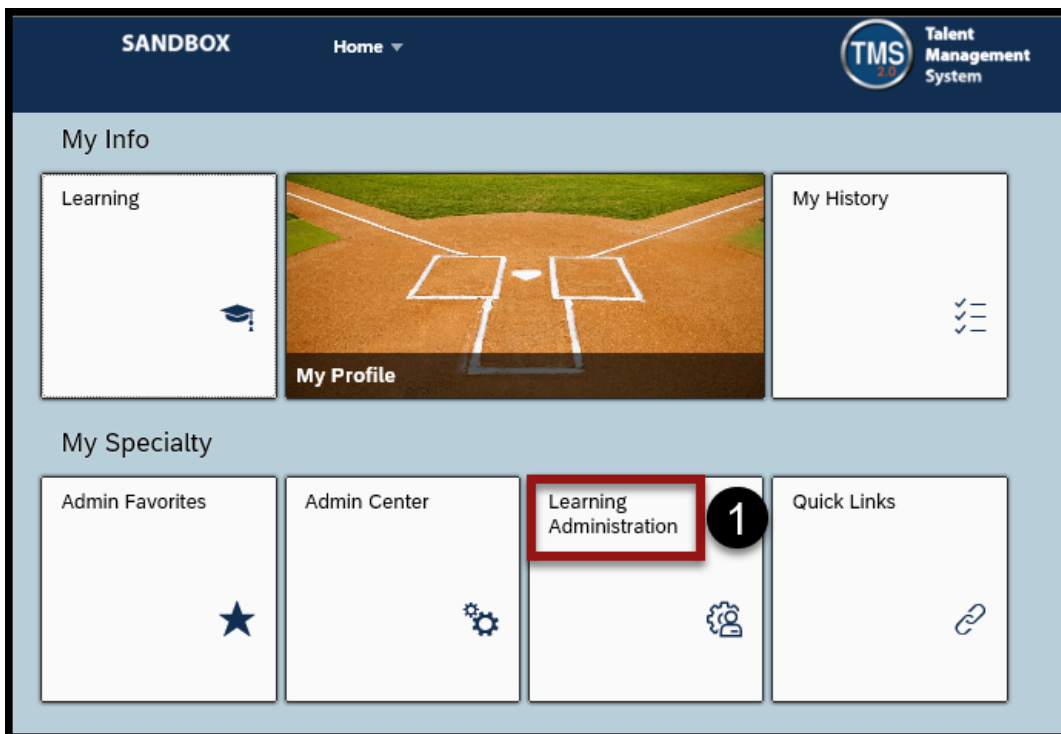 SANDBOX
Home
TMS
2.0
Talent
Management
System
My Info
Learning
My Profile
My History
My Specialty
Admin Favorites
Admin Center
Learning
Administration
1
Quick Links